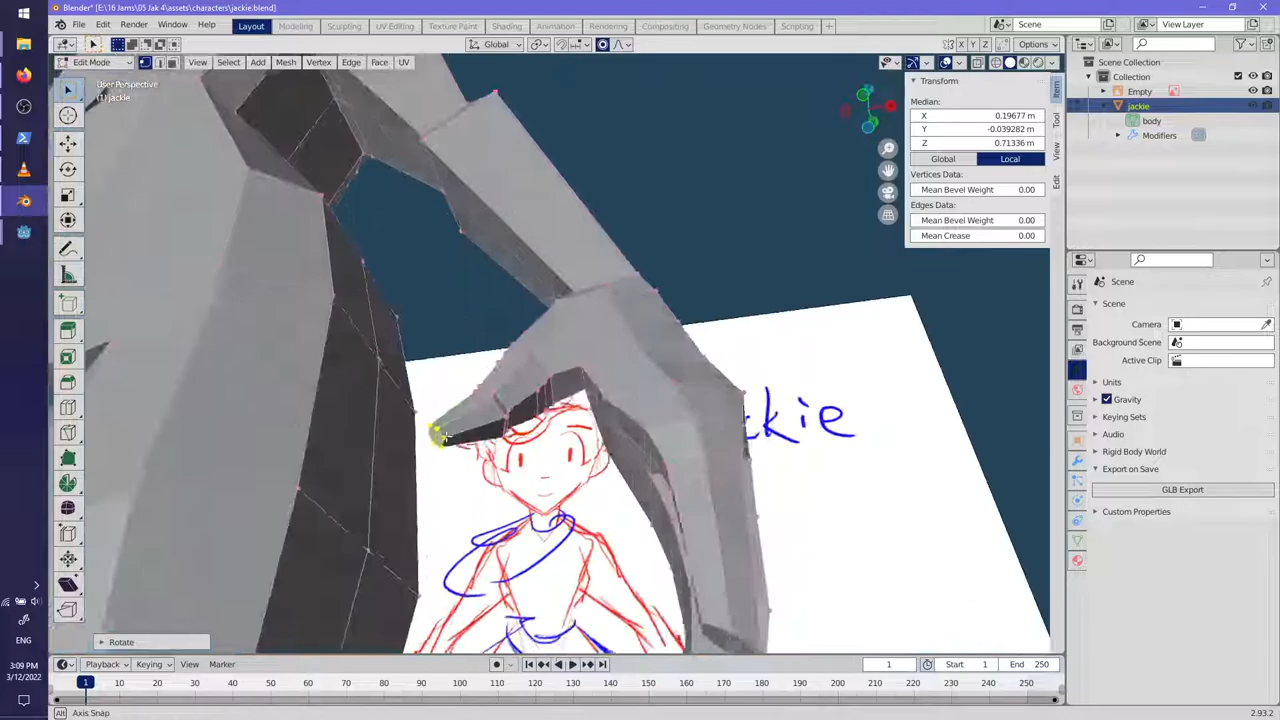 Blender* [E:\16 Jams\05 Jak 4\assets\characters\jackie.blend]
File Edit Render Window Help Layout Modeling Sculpting UV Editing Texture Paint Shading Animation Rendering Compositing Geometry Nodes Scripting + Scene View Layer
Global X Y Z Options
Edit Mode View Select Add Mesh Vertex Edge Face UV
User Perspective
(1) jackie
Transform
Median:
X 0.19677 m
Y -0.039282 m
Z 0.71336 m
Global Local
Vertices Data:
Mean Bevel Weight 0.00
Edges Data:
Mean Bevel Weight 0.00
Mean Crease 0.00
Item
Tool
View
Edit
Scene Collection
Collection
Empty
jackie
body
Modifiers
Scene
Scene
Camera
Background Scene
Active Clip
Units
Gravity
Keying Sets
Audio
Rigid Body World
Export on Save
GLB Export
Custom Properties
ckie
Rotate
ENG
3:09 PM
3/12/2022
Playback Keying View Marker 1 Start 1 End 250
1 10 20 30 40 50 60 70 80 90 100 110 120 130 140 150 160 170 180 190 200 210 220 230 240 250
Alt Axis Snap 2.93.2